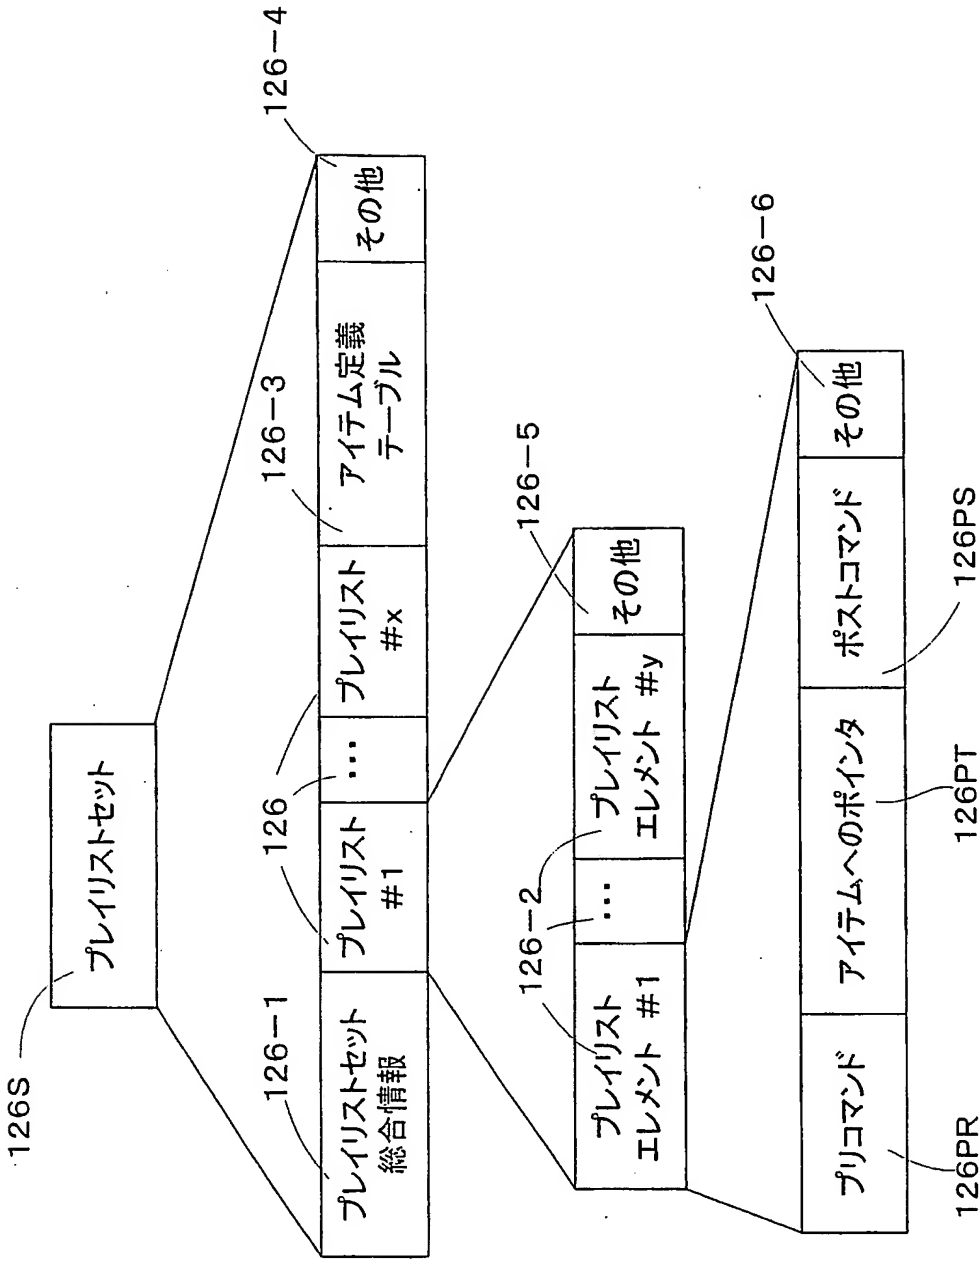 126S
プレイリストセット
126-1
126
126-3
126-4
プレイリストセット
総合情報
プレイリスト
#1
・・・
プレイリスト
#x
アイテム定義
テーブル
その他
126-2
126-5
プレイリスト
エレメント #1
・・・
プレイリスト
エレメント #y
その他
126-6
プリコマンド
アイテムへのポインタ
ポストコマンド
その他
126PR
126PT
126PS